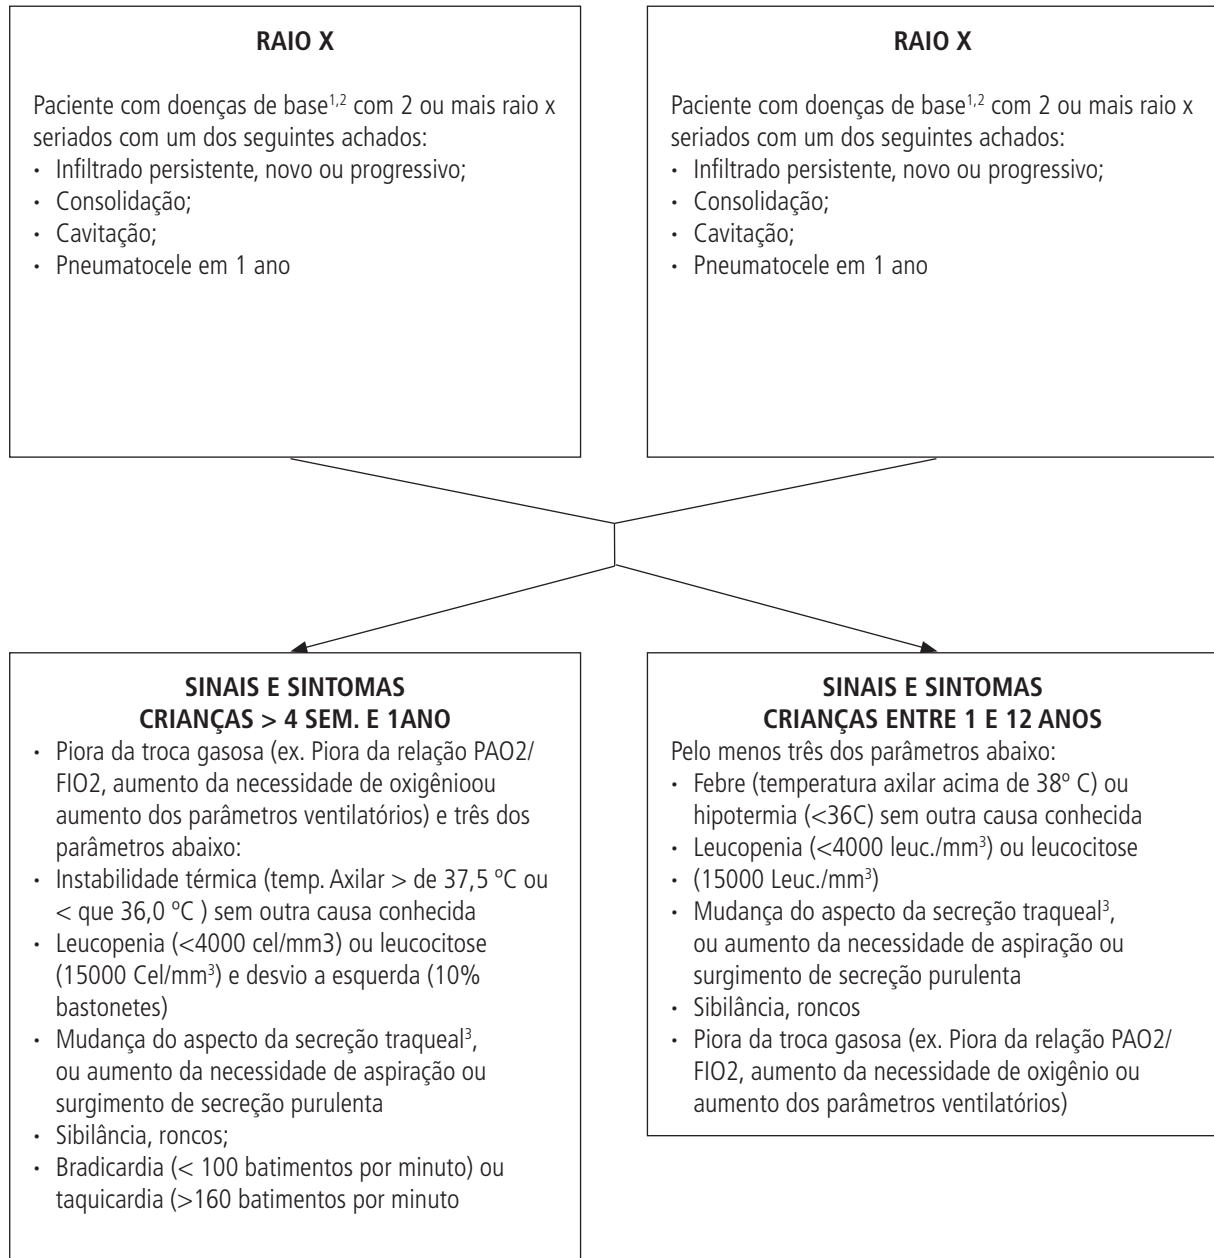 RAIO X
Paciente com doenças de base1,2 com 2 ou mais raio x
seriados com um dos seguintes achados:
· Infiltrado persistente, novo ou progressivo;
· Consolidação;
· Cavitação;
· Pneumatocele em 1 ano
RAIO X
Paciente com doenças de base1,2 com 2 ou mais raio x
seriados com um dos seguintes achados:
· Infiltrado persistente, novo ou progressivo;
· Consolidação;
· Cavitação;
· Pneumatocele em 1 ano
SINAIS E SINTOMAS
CRIANÇAS > 4 SEM. E 1ANO
· Piora da troca gasosa (ex. Piora da relação PAO2/
FIO2, aumento da necessidade de oxigênioou
aumento dos parâmetros ventilatórios) e três dos
parâmetros abaixo:
· Instabilidade térmica (temp. Axilar > de 37,5 ºC ou
< que 36,0 ºC ) sem outra causa conhecida
· Leucopenia (<4000 cel/mm3) ou leucocitose
(15000 Cel/mm³) e desvio a esquerda (10%
bastonetes)
· Mudança do aspecto da secreção traqueal³,
ou aumento da necessidade de aspiração ou
surgimento de secreção purulenta
· Sibilância, roncos;
· Bradicardia (< 100 batimentos por minuto) ou
taquicardia (>160 batimentos por minuto
SINAIS E SINTOMAS
CRIANÇAS ENTRE 1 E 12 ANOS
Pelo menos três dos parâmetros abaixo:
· Febre (temperatura axilar acima de 38º C) ou
hipotermia (<36C) sem outra causa conhecida
· Leucopenia (<4000 leuc./mm³) ou leucocitose
· (15000 Leuc./mm³)
· Mudança do aspecto da secreção traqueal³,
ou aumento da necessidade de aspiração ou
surgimento de secreção purulenta
· Sibilância, roncos
· Piora da troca gasosa (ex. Piora da relação PAO2/
FIO2, aumento da necessidade de oxigênio ou
aumento dos parâmetros ventilatórios)